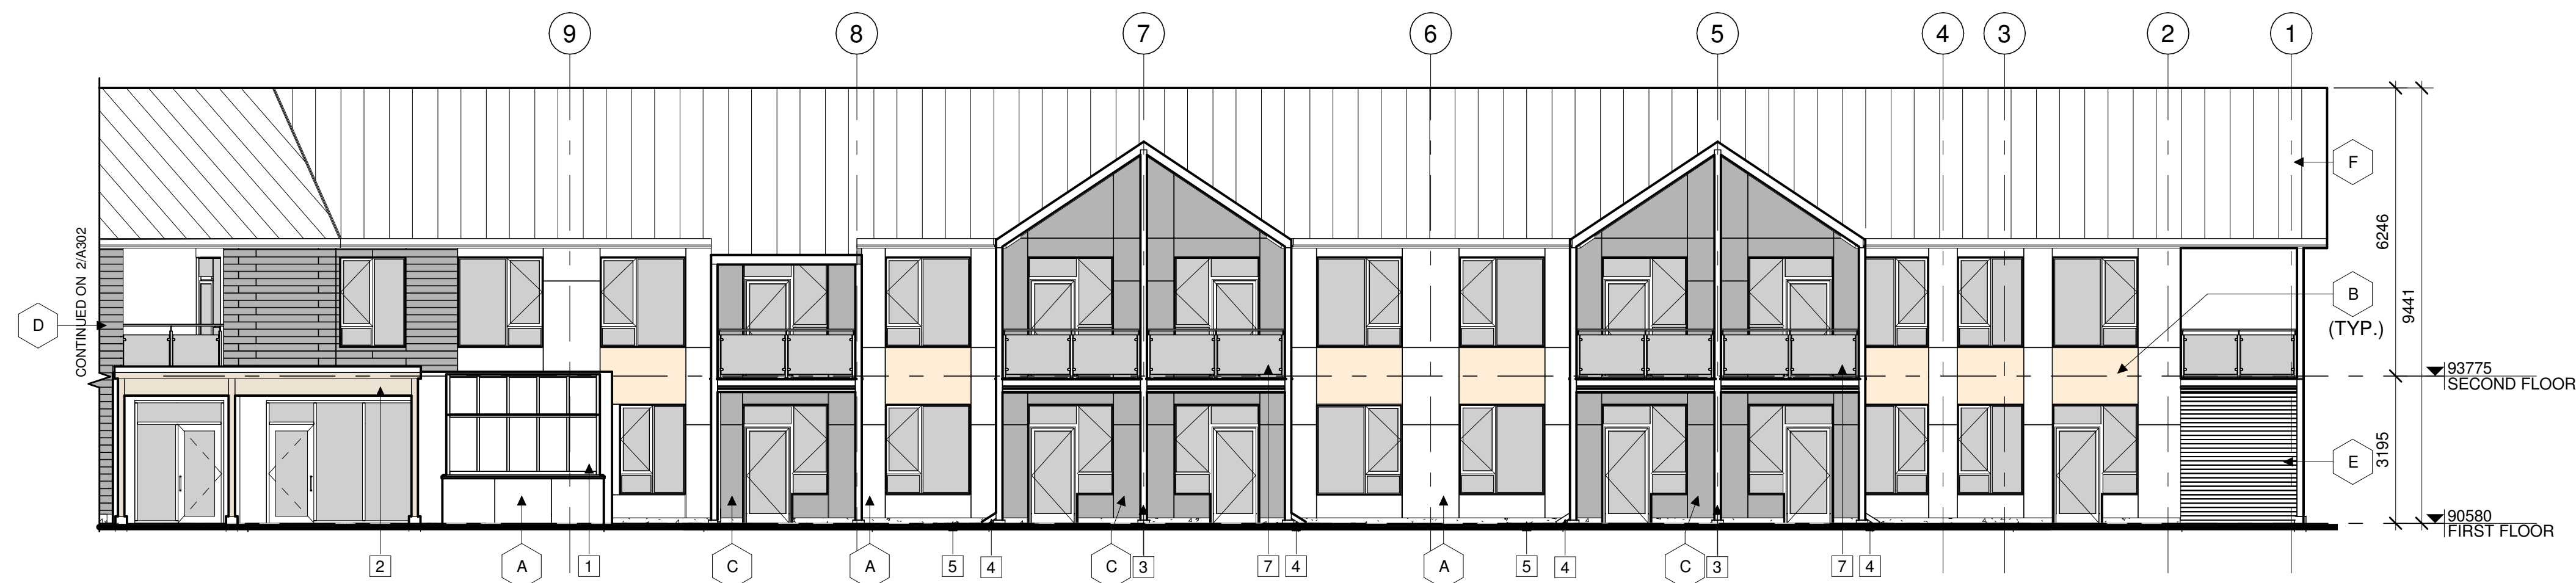 9 8 7 6 5 4 3 2 1
F
6246
9441
CONTINUED ON 2/A302
D
B
(TYP.)
93775
SECOND FLOOR
E
3195
90580
FIRST FLOOR
2 A 1 C A 5 4 C 3 7 4 A 5 4 C 3 7 4